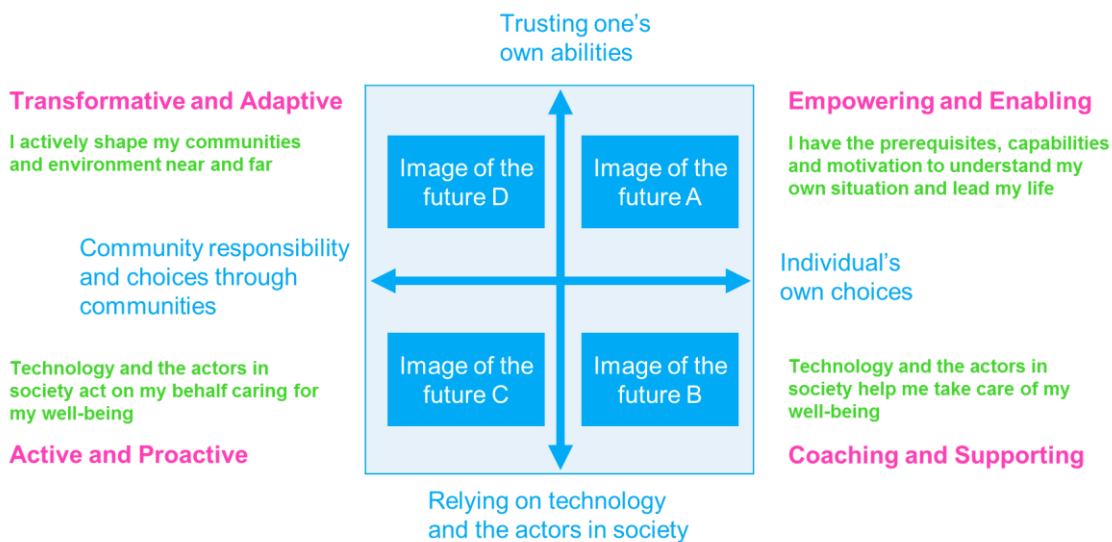 Trusting one's
own abilities
Transformative and Adaptive
I actively shape my communities
and environment near and far
Empowering and Enabling
I have the prerequisites, capabilities
and motivation to understand my
own situation and lead my life
Image of the
future D
Image of the
future A
Community responsibility
and choices through
communities
Individual's
own choices
Technology and the actors in
society act on my behalf caring for
my well-being
Active and Proactive
Image of the
future C
Image of the
future B
Technology and the actors in
society help me take care of my
well-being
Coaching and Supporting
Relying on technology
and the actors in society